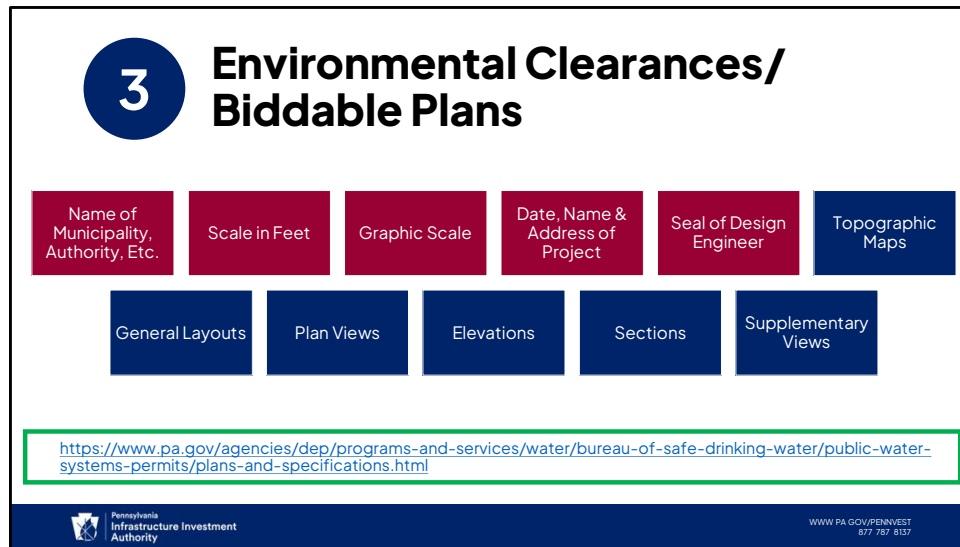 3
Environmental Clearances/
Biddable Plans
Name of
Municipality,
Authority, Etc.
Scale in Feet
Graphic Scale
Date, Name &
Address of
Project
Seal of Design
Engineer
Topographic
Maps
General Layouts
Plan Views
Elevations
Sections
Supplementary
Views
https://www.pa.gov/agencies/dep/programs-and-services/water/bureau-of-safe-drinking-water/public-water-
systems-permits/plans-and-specifications.html
Pennsylvania
Infrastructure Investment
Authority
WWW PA GOV/PENNVEST
877 787 8137